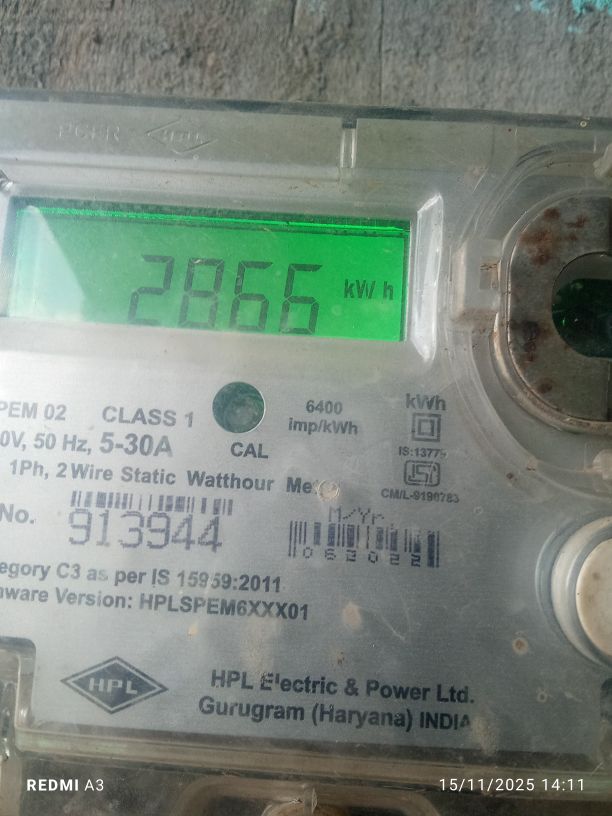 HPL
2866 kWh
PEM 02 CLASS 1
0V, 50 Hz, 5-30A
CAL
6400
imp/kWh
kWh
IS:13779
CM/L-9190783
1Ph, 2 Wire Static Watthour Me
No. 913944
M/Yr
062022
egory C3 as per IS 15959:2011
ware Version: HPLSPEM6XXX01
HPL
HPL Electric & Power Ltd.
Gurugram (Haryana) INDIA
REDMI A3
15/11/2025 14:11